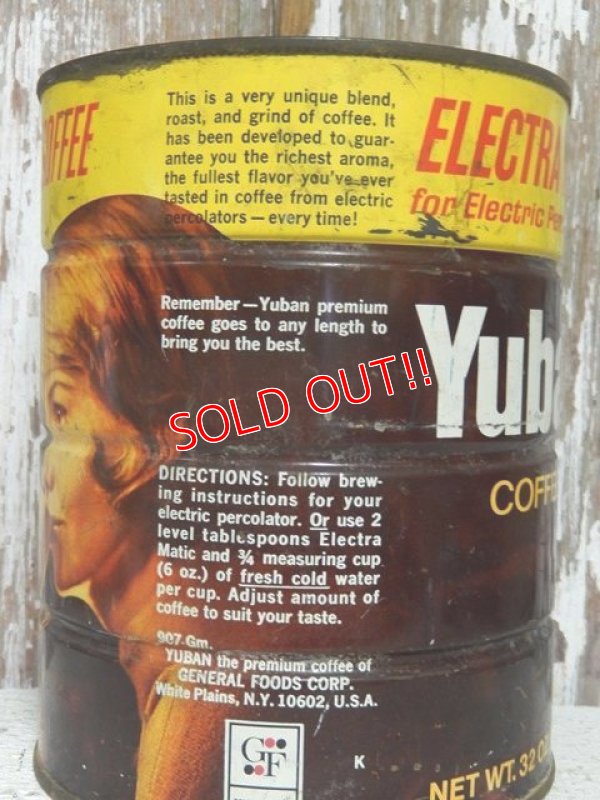 This is a very unique blend,
roast, and grind of coffee. It
has been developed to guar-
antee you the richest aroma,
the fullest flavor you've ever
tasted in coffee from electric
percolators — every time!
ELECTRA
for Electric
Remember—Yuban premium
coffee goes to any length to
bring you the best.
Yub
SOLD OUT!!
DIRECTIONS: Follow brew-
ing instructions for your
electric percolator. Or use 2
level tablespoons Electra
Matic and ¾ measuring cup
(6 oz.) of fresh cold water
per cup. Adjust amount of
coffee to suit your taste.
COFFE
907 Gm.
YUBAN the premium coffee of
GENERAL FOODS CORP.
White Plains, N.Y. 10602, U.S.A.
GF
K
NET WT. 32 OZ